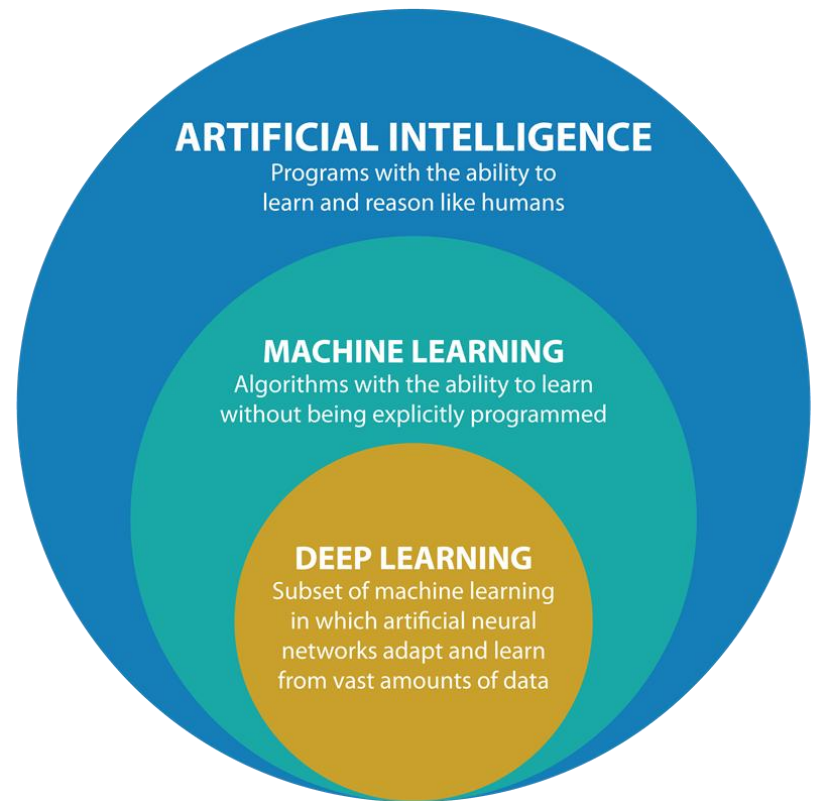 ARTIFICIAL INTELLIGENCE
Programs with the ability to
learn and reason like humans
MACHINE LEARNING
Algorithms with the ability to learn
without being explicitly programmed
DEEP LEARNING
Subset of machine learning
in which artificial neural
networks adapt and learn
from vast amounts of data